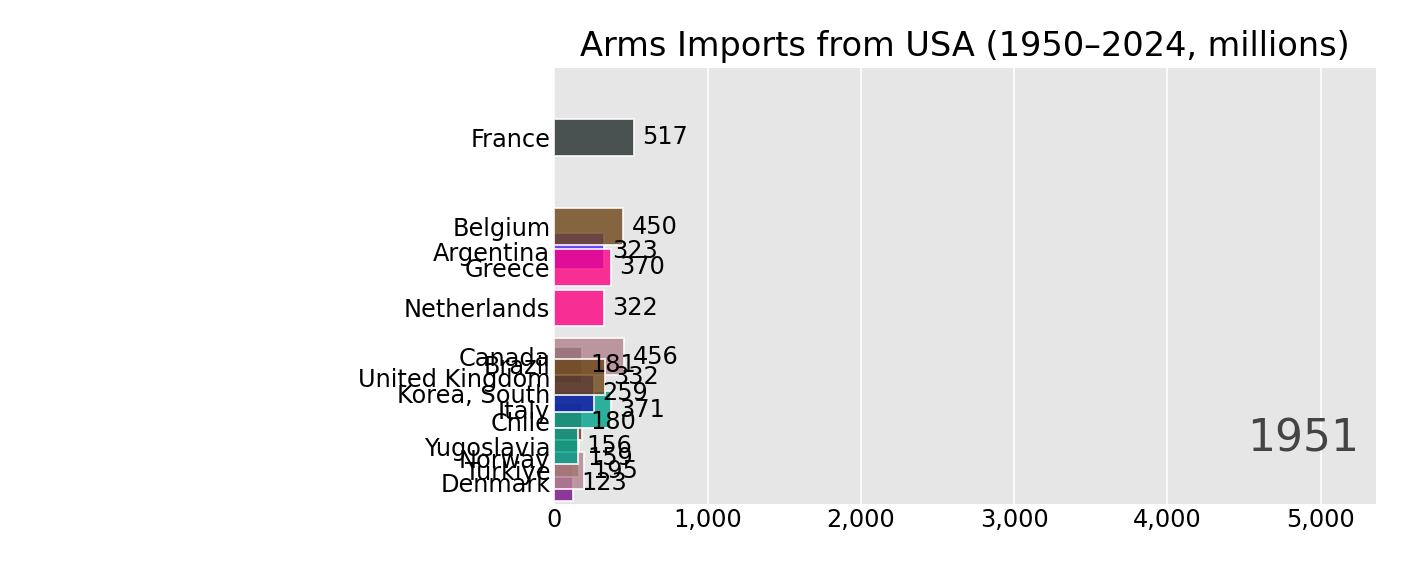 Arms Imports from USA (1950–2024, millions)
France 517
Belgium 450
Argentina 323
Greece 370
Netherlands 322
Canada 456
Brazil 181
United Kingdom 332
Korea, South 259
Italy 371
Chile 180
Yugoslavia 156
Norway 159
Türkiye 195
Denmark 123
1951
0 1,000 2,000 3,000 4,000 5,000